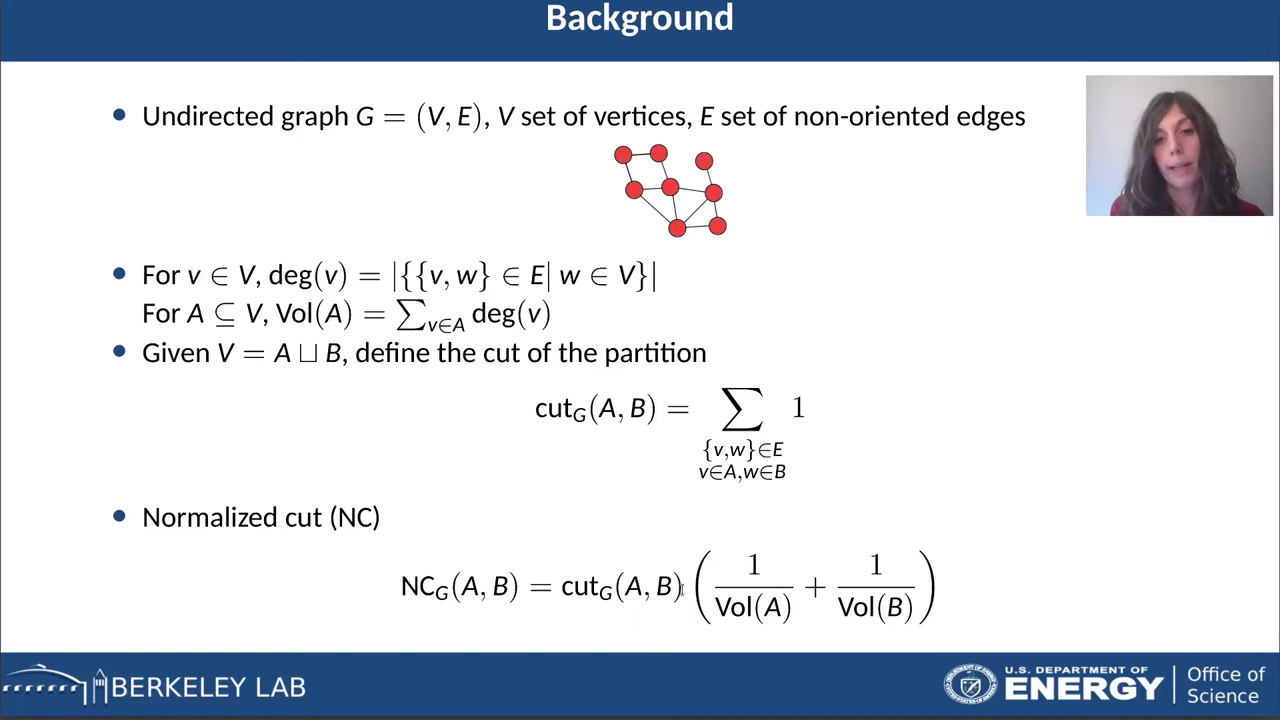 Background
• Undirected graph G = (V, E), V set of vertices, E set of non-oriented edges
• For v ∈ V, deg(v) = |{{v, w} ∈ E| w ∈ V}|
For A ⊆ V, Vol(A) = ∑_{v∈A} deg(v)
• Given V = A ⊔ B, define the cut of the partition
cut_G(A, B) = ∑_{{v,w}∈E v∈A,w∈B} 1
• Normalized cut (NC)
NC_G(A, B) = cut_G(A, B) (1/Vol(A) + 1/Vol(B))
BERKELEY LAB
U.S. DEPARTMENT OF
ENERGY
Office of
Science